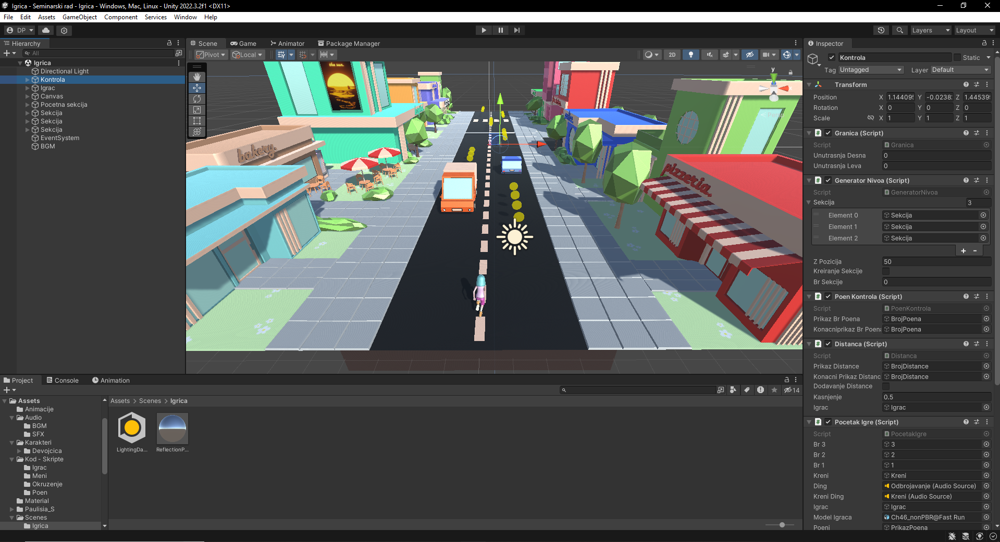 Igrica - Seminarski rad - Igrica - Windows, Mac, Linux - Unity 2022.3.2f1 <DX11>
File Edit Assets GameObject Component Services Window Help
DP
Layers
Layout
Hierarchy
All
Igrica
Directional Light
Kontrola
Igrac
Canvas
Pocetna sekcija
Sekcija
Sekcija
Sekcija
EventSystem
BGM
Scene Game Animator Package Manager
Pivot Local
2D
the sun.
bakery.
pizzeria.
y
x
Persp
Inspector
Kontrola
Static
Tag Untagged Layer Default
Transform
Position X 1.144095 Y -0.0238 Z 1.44539
Rotation X 0 Y 0 Z 0
Scale X 1 Y 1 Z 1
Granica (Script)
Script Granica
Unutrasnja Desna 0
Unutrasnja Leva 0
Generator Nivoa (Script)
Script GeneratorNivoa
Sekcija 3
Element 0 Sekcija
Element 1 Sekcija
Element 2 Sekcija
+ -
Z Pozicija 50
Kreiranje Sekcije
Br Sekcije 0
Poen Kontrola (Script)
Script PoenKontrola
Prikaz Br Poena BrojPoena
Konacniprikaz Br Poena BrojPoena
Distanca (Script)
Script Distanca
Prikaz Distance BrojDistance
Konacni Prikaz Distanc BrojDistance
Dodavanje Distance
Kasnjenje 0.5
Igrac Igrac
Pocetak Igre (Script)
Script PocetakIgre
Br 3 3
Br 2 2
Br 1 1
Kreni Kreni
Ding Odbrojavanje (Audio Source)
Kreni Ding Kreni (Audio Source)
Igrac Igrac
Model Igraca Ch46_nonPBR@Fast Run
Poeni PrikazPoena
Project Console Animation
14
Assets
Animacije
Audio
BGM
SFX
Karakteri
Devojcica
Kod - Skripte
Igrac
Meni
Okruzenje
Poen
Material
Paulisia_S
Scenes
Igrica
Assets > Scenes > Igrica
LightingDa...
ReflectionP...